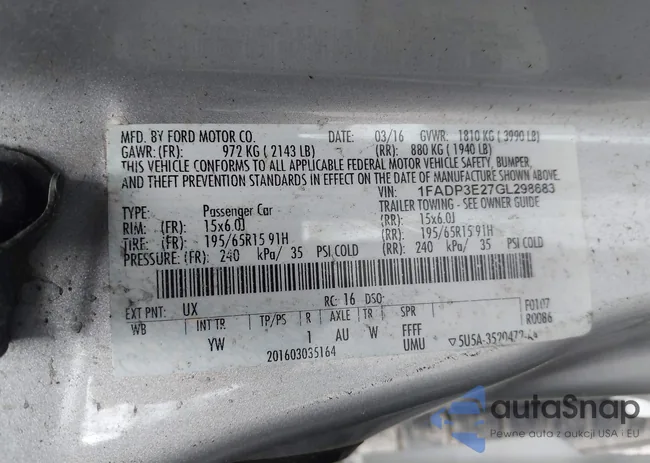 MFD. BY FORD MOTOR CO. DATE: 03/16 GVWR: 1810 KG ( 3990 LB)
GAWR: (FR): 972 KG ( 2143 LB) (RR): 880 KG ( 1940 LB)
THIS VEHICLE CONFORMS TO ALL APPLICABLE FEDERAL MOTOR VEHICLE SAFETY, BUMPER,
AND THEFT PREVENTION STANDARDS IN EFFECT ON THE DATE OF MANUFACTURE SHOWN ABOVE.
VIN: 1FADP3E27GL298683
TYPE: Passenger Car TRAILER TOWING - SEE OWNER GUIDE
RIM: (FR): 15x6.0J (RR): 15x6.0J
TIRE: (FR): 195/65R15 91H (RR): 195/65R15 91H
PRESSURE: (FR): 240 kPa/ 35 PSI COLD (RR): 240 kPa/ 35 PSI COLD
EXT PNT: UX RC: 16 DSO: F0107
WB INT TR TP/PS R AXLE TR SPR R0086
YW 1 AU W FFFF
201603035164 UMU
autoSnap
Pewne auta z aukcji USA i EU